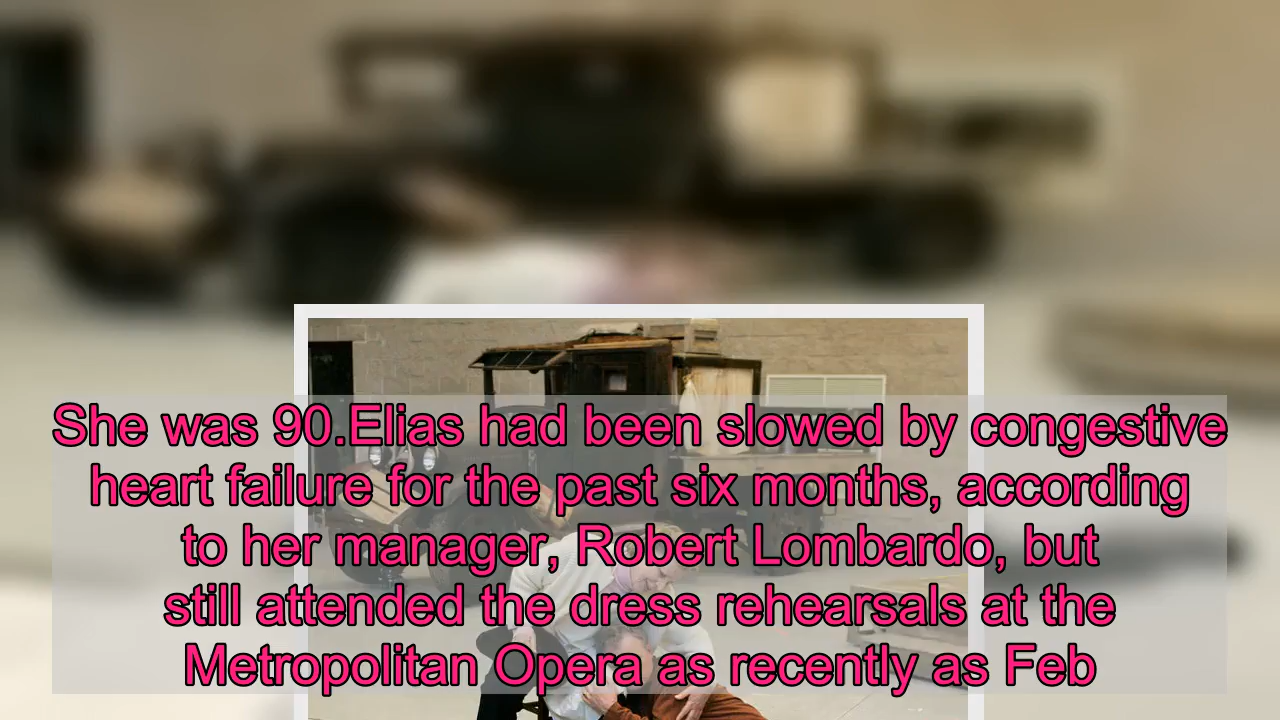 She was 90.Elias had been slowed by congestive
heart failure for the past six months, according
to her manager, Robert Lombardo, but
still attended the dress rehearsals at the
Metropolitan Opera as recently as Feb